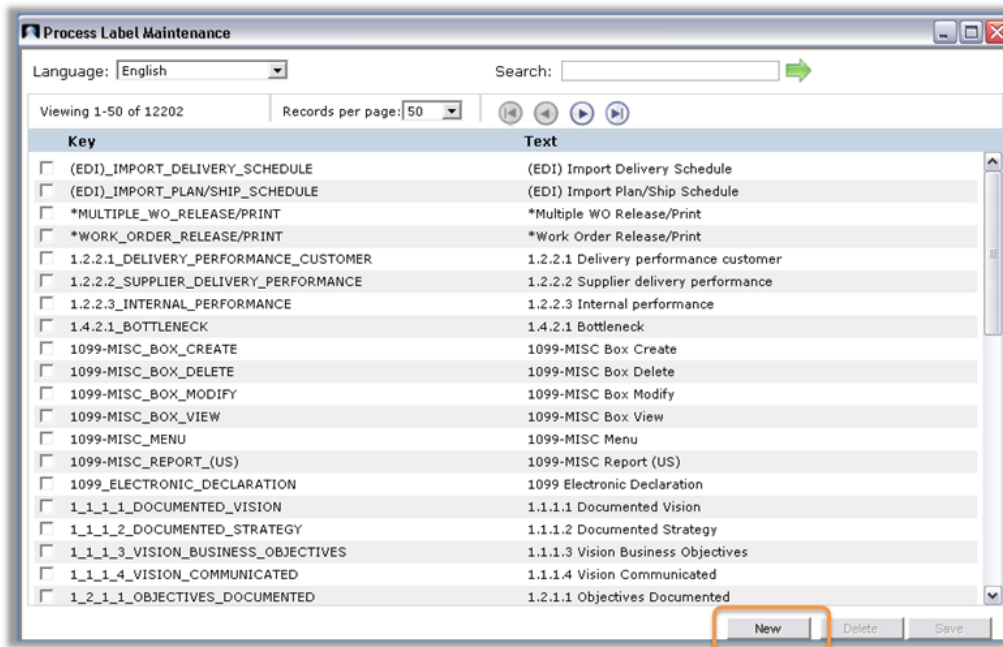 Process Label Maintenance
Language: English Search:
Viewing 1-50 of 12202 Records per page: 50
Key Text
(EDI)_IMPORT_DELIVERY_SCHEDULE (EDI) Import Delivery Schedule
(EDI)_IMPORT_PLAN/SHIP_SCHEDULE (EDI) Import Plan/Ship Schedule
*MULTIPLE_WO_RELEASE/PRINT *Multiple WO Release/Print
*WORK_ORDER_RELEASE/PRINT *Work Order Release/Print
1.2.2.1_DELIVERY_PERFORMANCE_CUSTOMER 1.2.2.1 Delivery performance customer
1.2.2.2_SUPPLIER_DELIVERY_PERFORMANCE 1.2.2.2 Supplier delivery performance
1.2.2.3_INTERNAL_PERFORMANCE 1.2.2.3 Internal performance
1.4.2.1_BOTTLENECK 1.4.2.1 Bottleneck
1099-MISC_BOX_CREATE 1099-MISC Box Create
1099-MISC_BOX_DELETE 1099-MISC Box Delete
1099-MISC_BOX_MODIFY 1099-MISC Box Modify
1099-MISC_BOX_VIEW 1099-MISC Box View
1099-MISC_MENU 1099-MISC Menu
1099-MISC_REPORT_(US) 1099-MISC Report (US)
1099_ELECTRONIC_DECLARATION 1099 Electronic Declaration
1_1_1_1_DOCUMENTED_VISION 1.1.1.1 Documented Vision
1_1_1_2_DOCUMENTED_STRATEGY 1.1.1.2 Documented Strategy
1_1_1_3_VISION_BUSINESS_OBJECTIVES 1.1.1.3 Vision Business Objectives
1_1_1_4_VISION_COMMUNICATED 1.1.1.4 Vision Communicated
1_2_1_1_OBJECTIVES_DOCUMENTED 1.2.1.1 Objectives Documented
New Delete Save